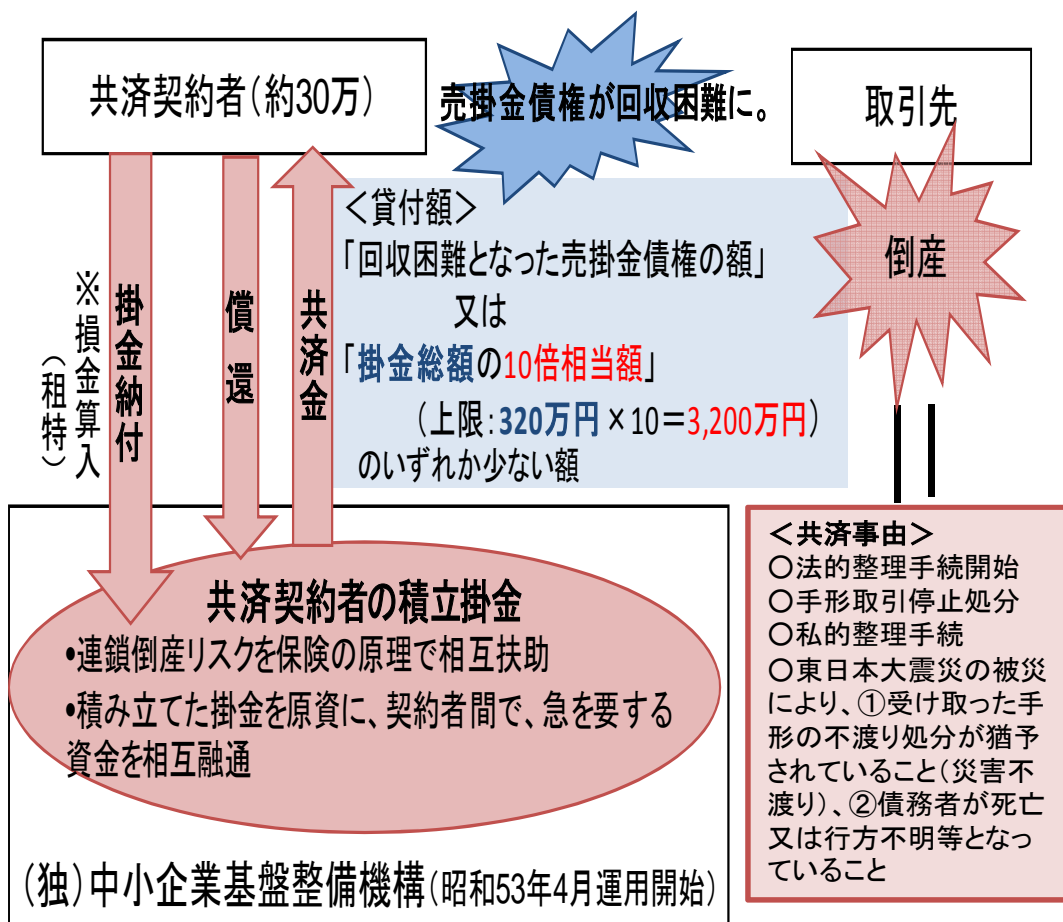 共済契約者（約30万）
売掛金債権が回収困難に。
取引先
倒産
＜貸付額＞
「回収困難となった売掛金債権の額」
又は
「掛金総額の10倍相当額」
（上限：320万円×10＝3,200万円）
のいずれか少ない額
※損金算入
（租特）
掛金納付
償還
共済金
共済契約者の積立掛金
•連鎖倒産リスクを保険の原理で相互扶助
•積み立てた掛金を原資に、契約者間で、急を要する
資金を相互融通
（独）中小企業基盤整備機構（昭和53年4月運用開始）
＜共済事由＞
○法的整理手続開始
○手形取引停止処分
○私的整理手続
○東日本大震災の被災
により、①受け取った手
形の不渡り処分が猶予
されていること（災害不
渡り）、②債務者が死亡
又は行方不明等となっ
ていること